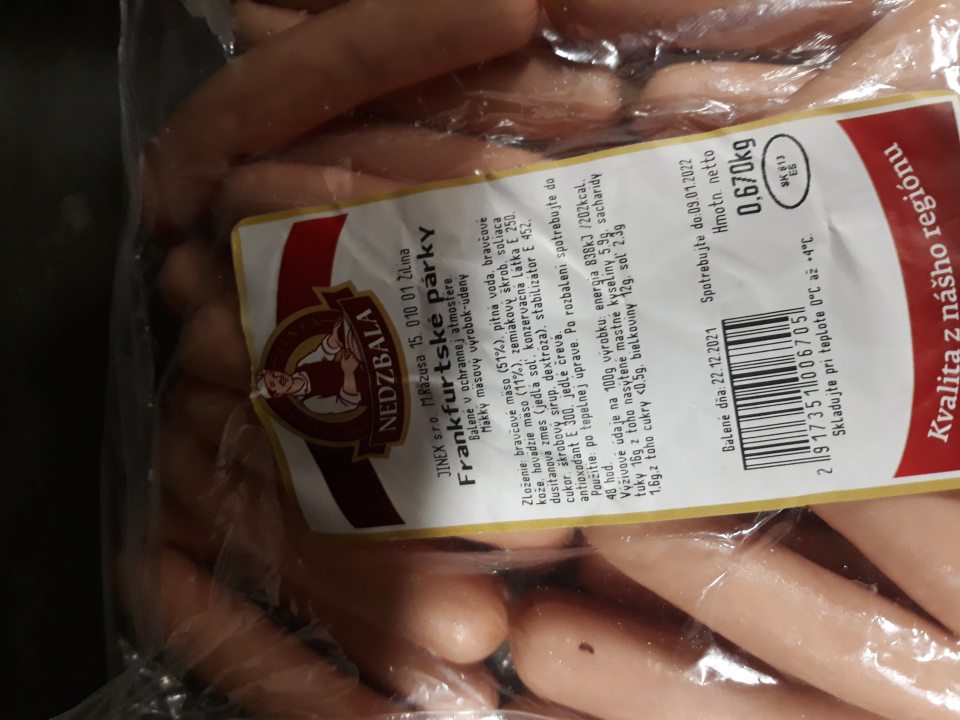 NEDZBALA
JINEX s.r.o., M.Rázusa 15, 010 01 Žilina
Frankfurtské párky
Balené v ochrannej atmosfére.
Mäkký mäsový výrobok-údený
Zloženie: bravčové mäso (51%), pitná voda, bravčové
kože, hovädzie mäso (11%), zemiakový škrob, soliaca
dusitanová zmes (jedlá soľ, konzervačná látka E 250,
cukor, škrobový sirup, dextróza), stabilizátor E 452,
antioxodant E 300, jedlé črevá.
Použitie: po tepelnej úprave. Po rozbalení spotrebujte do
48 hod.
Výživové údaje na 100g výrobku: energia 838kJ /202kcal,
tuky 16g z toho nasýtené mastné kyseliny 5,9g, sacharidy
1,6g,z toho cukry <0,5g, bielkoviny 12g, soľ 2,3g
Balené dňa: 22.12.2021 Spotrebujte do:09.01.2022
Hmotn. netto
0,670kg
SK 813
ES
2 917351 006705
Skladujte pri teplote 0°C až +4°C.
Kvalita z nášho regiónu